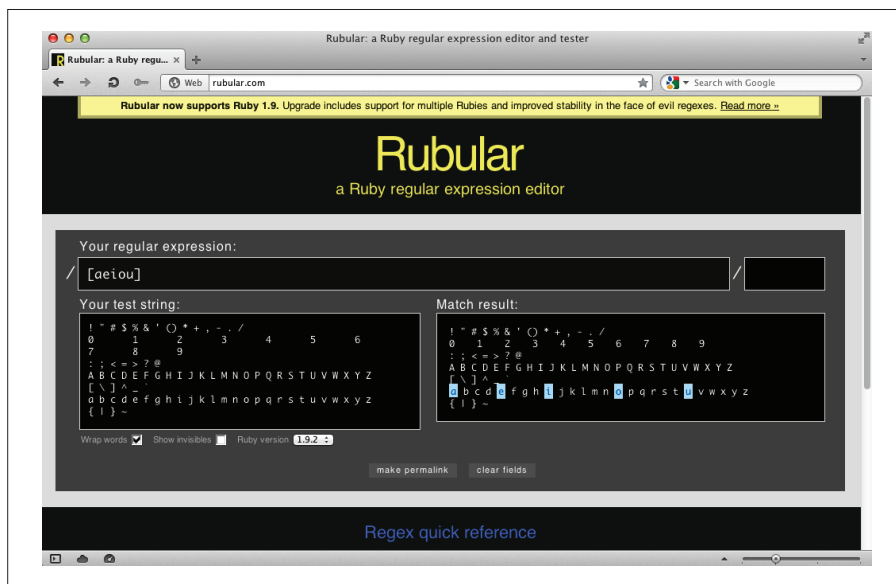 Rubular: a Ruby regular expression editor and tester
Rubular: a Ruby regu... × +
Web rubular.com Search with Google
Rubular now supports Ruby 1.9. Upgrade includes support for multiple Rubies and improved stability in the face of evil regexes. Read more »
Rubular
a Ruby regular expression editor
Your regular expression:
/ [aeiou] /
Your test string:
! " # $ % & ' () * + , - . /
0 1 2 3 4 5 6
7 8 9
: ; < = > ? @
A B C D E F G H I J K L M N O P Q R S T U V W X Y Z
[ \ ] ^ _ `
a b c d e f g h i j k l m n o p q r s t u v w x y z
{ | } ~
Match result:
! " # $ % & ' () * + , - . /
0 1 2 3 4 5 6 7 8 9
: ; < = > ? @
A B C D E F G H I J K L M N O P Q R S T U V W X Y Z
[ \ ] ^ _ `
a b c d e f g h i j k l m n o p q r s t u v w x y z
{ | } ~
Wrap words Show invisibles Ruby version 1.9.2
make permalink clear fields
Regex quick reference